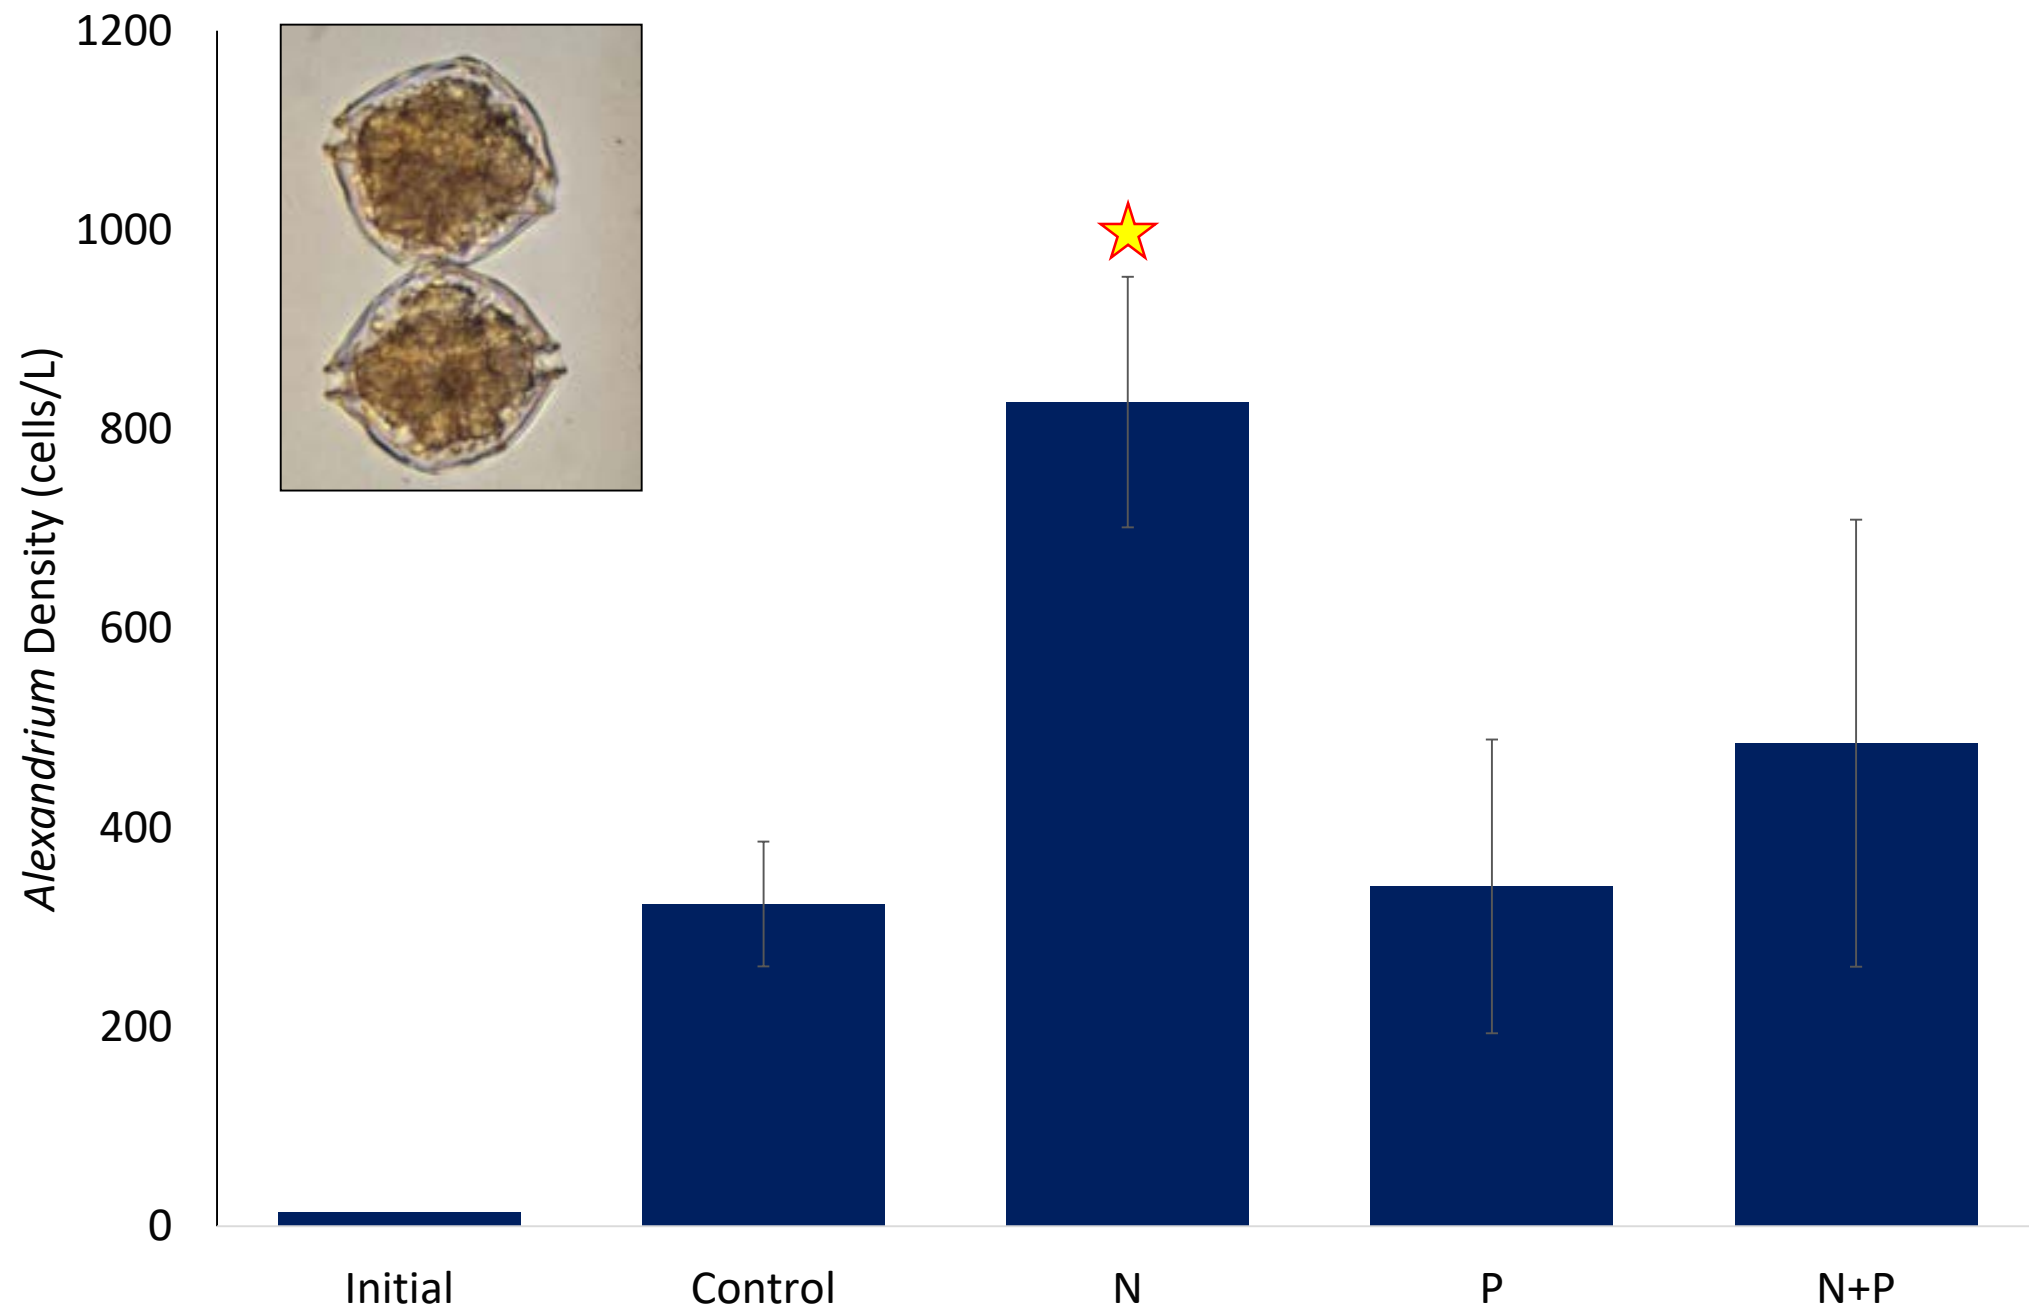 1200
1000
800
600
400
200
0
Alexandrium Density (cells/L)
Initial
Control
N
P
N+P